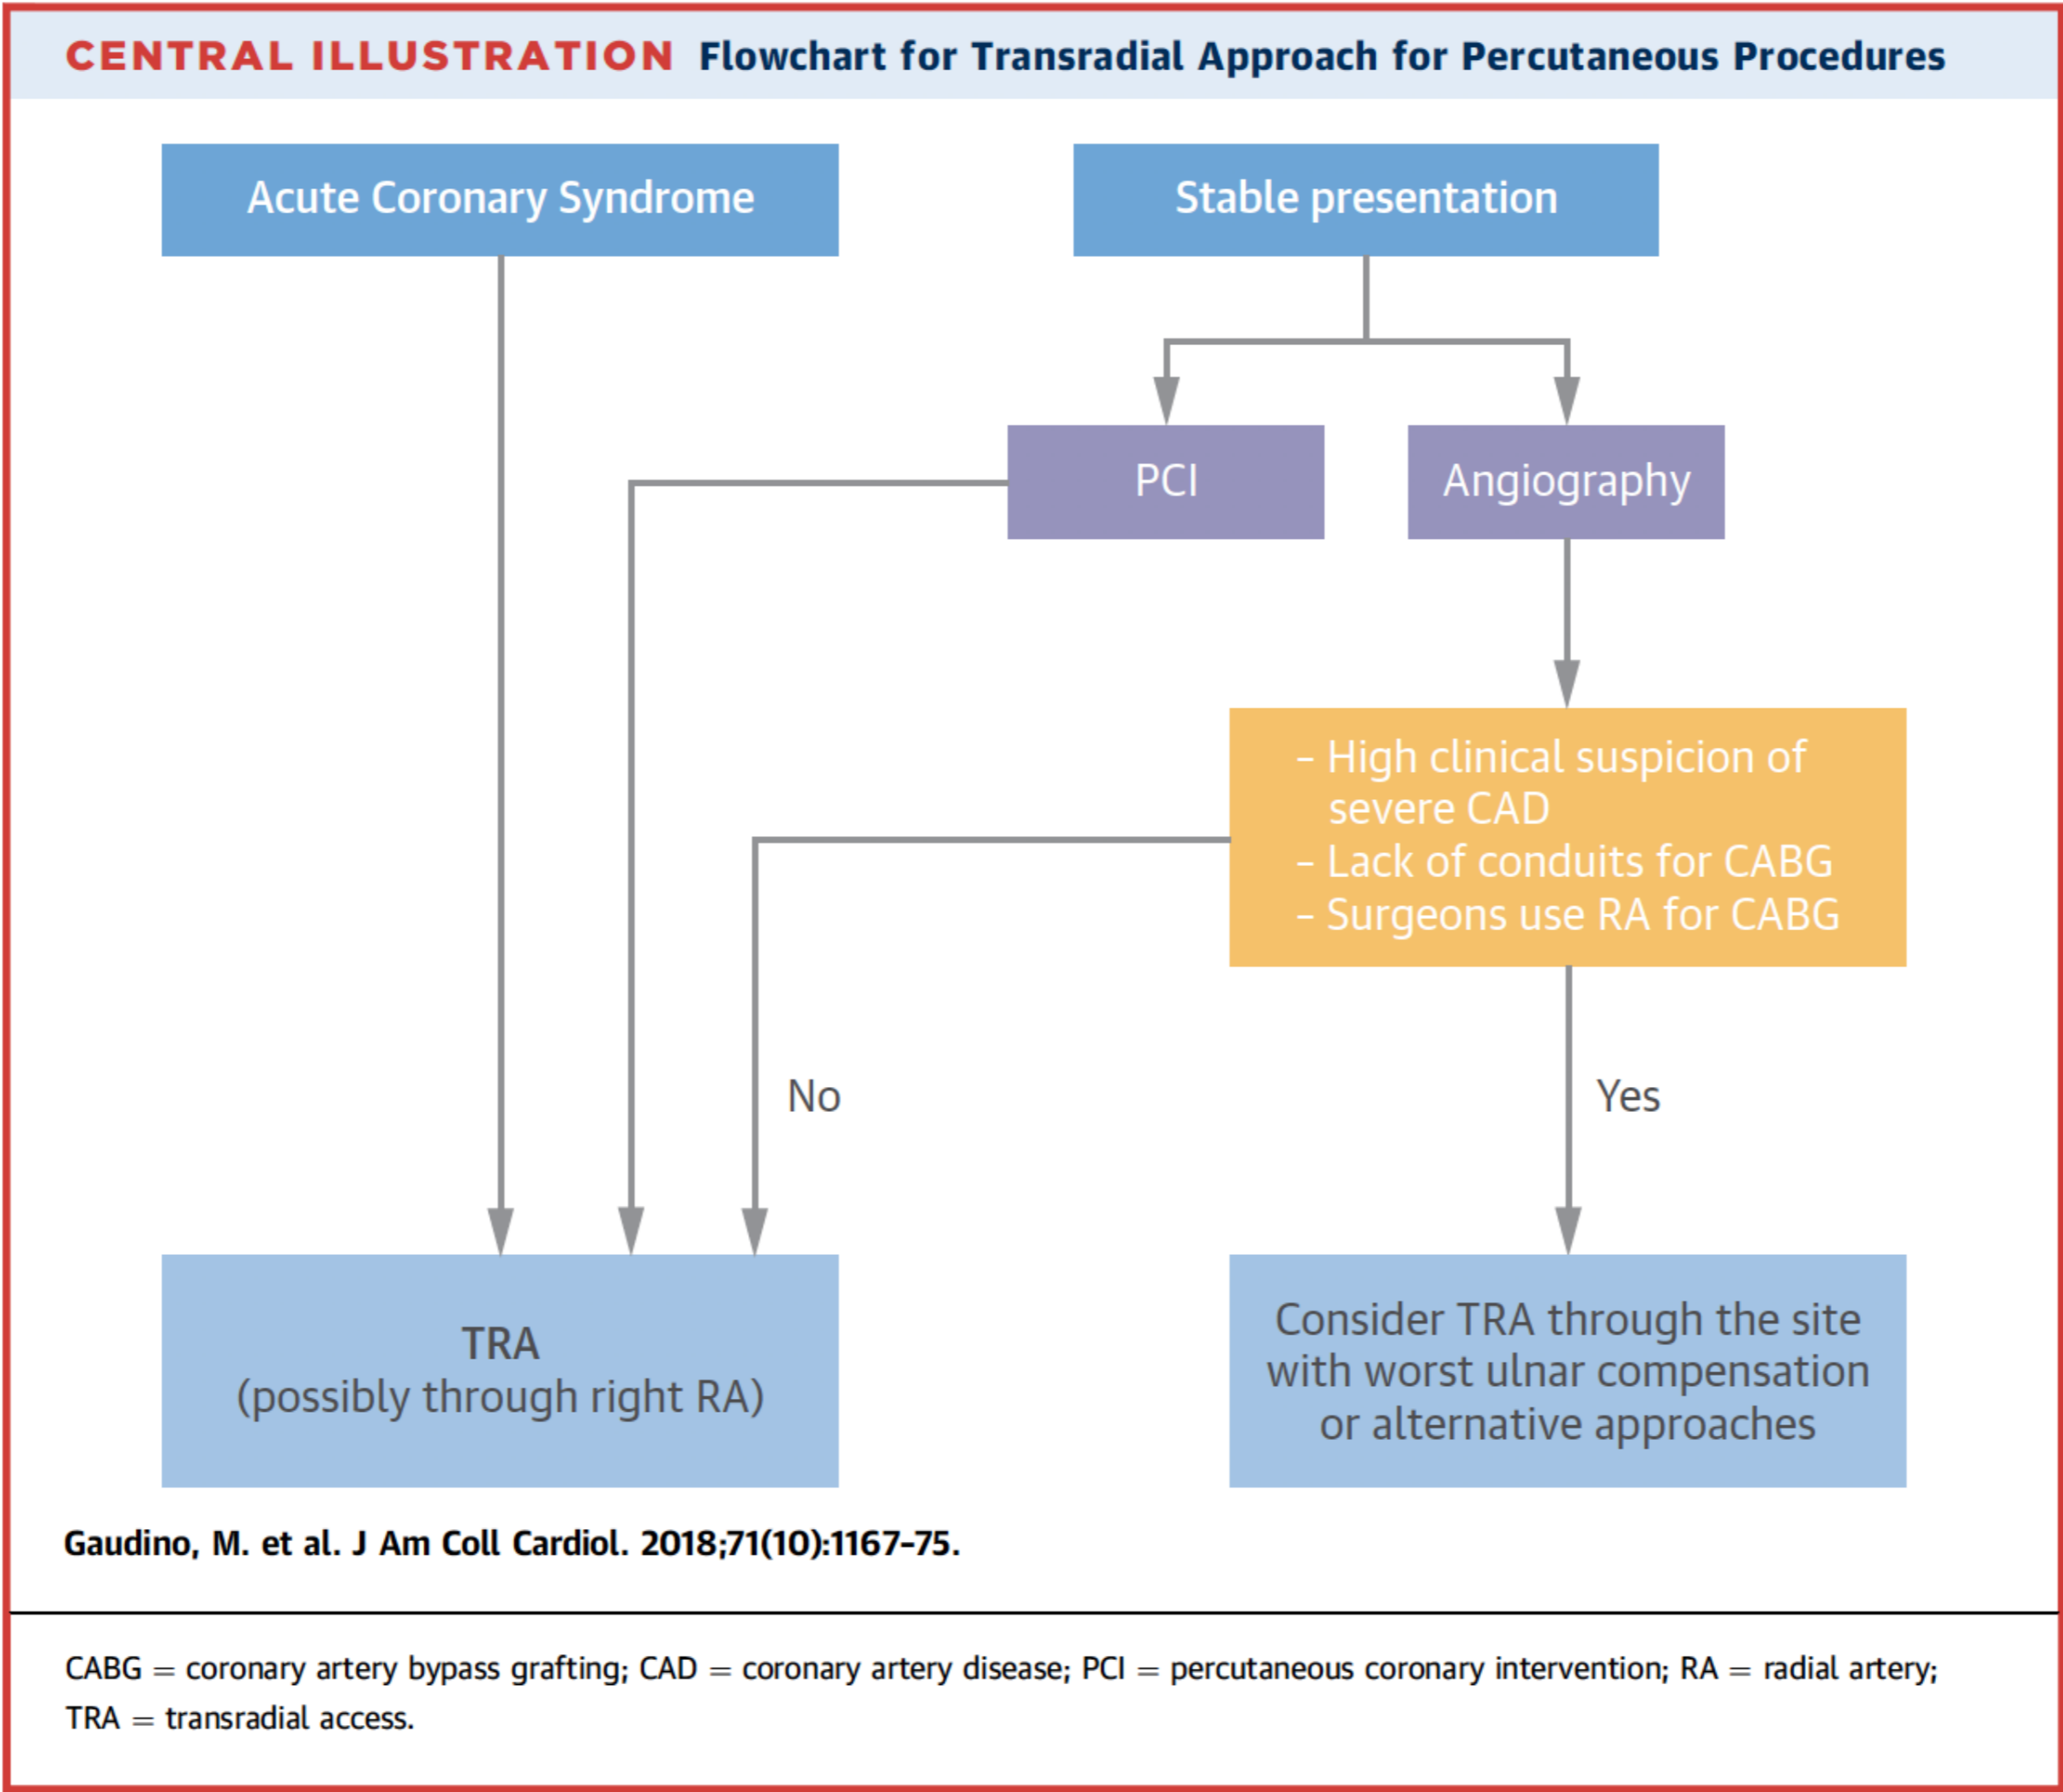 CENTRAL ILLUSTRATION Flowchart for Transradial Approach for Percutaneous Procedures
Acute Coronary Syndrome
Stable presentation
PCI
Angiography
– High clinical suspicion of
severe CAD
– Lack of conduits for CABG
– Surgeons use RA for CABG
No
Yes
TRA
(possibly through right RA)
Consider TRA through the site
with worst ulnar compensation
or alternative approaches
Gaudino, M. et al. J Am Coll Cardiol. 2018;71(10):1167–75.
CABG = coronary artery bypass grafting; CAD = coronary artery disease; PCI = percutaneous coronary intervention; RA = radial artery;
TRA = transradial access.